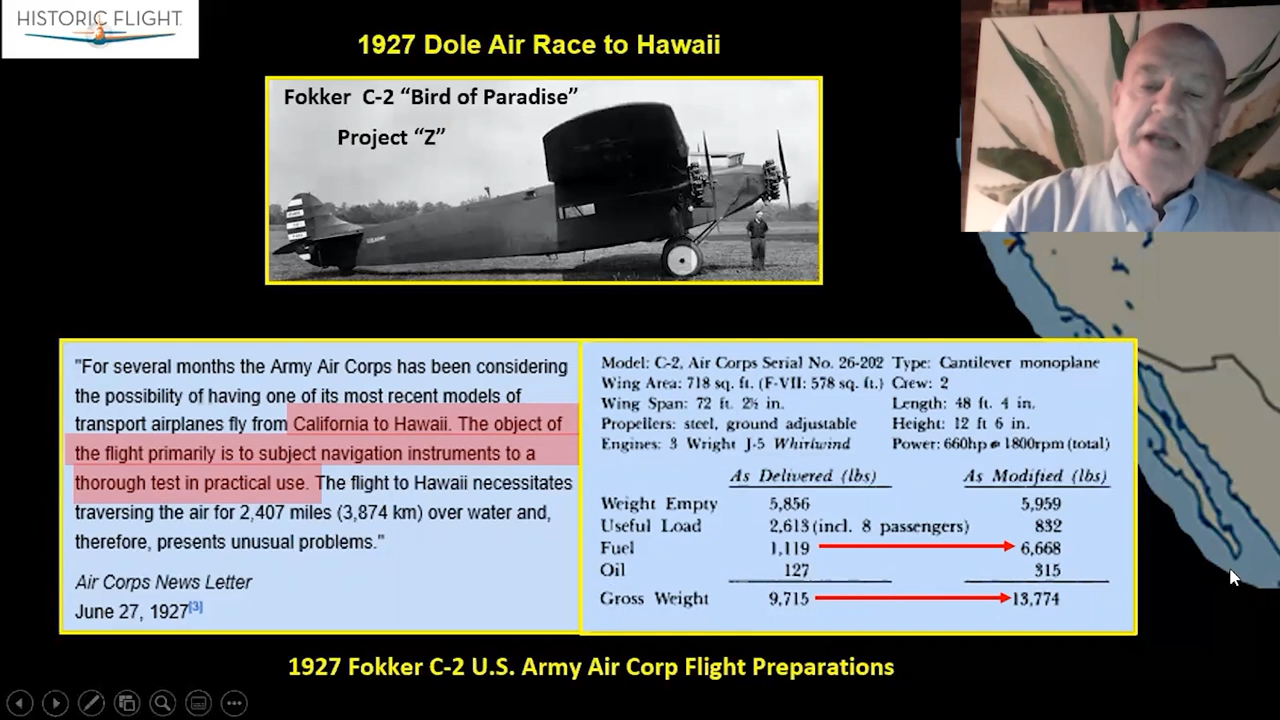 HISTORIC FLIGHT
1927 Dole Air Race to Hawaii
Fokker C-2 “Bird of Paradise”
Project “Z”
"For several months the Army Air Corps has been considering
the possibility of having one of its most recent models of
transport airplanes fly from California to Hawaii. The object of
the flight primarily is to subject navigation instruments to a
thorough test in practical use. The flight to Hawaii necessitates
traversing the air for 2,407 miles (3,874 km) over water and,
therefore, presents unusual problems."
Air Corps News Letter
June 27, 1927[3]
Model: C-2, Air Corps Serial No. 26-202 Type: Cantilever monoplane
Wing Area: 718 sq. ft. (F-VII: 578 sq. ft.) Crew: 2
Wing Span: 72 ft. 2½ in. Length: 48 ft. 4 in.
Propellers: steel, ground adjustable Height: 12 ft 6 in.
Engines: 3 Wright J-5 Whirlwind Power: 660hp @ 1800rpm (total)
As Delivered (lbs) As Modified (lbs)
Weight Empty 5,856 5,959
Useful Load 2,613 (incl. 8 passengers) 832
Fuel 1,119 6,668
Oil 127 315
Gross Weight 9,715 13,774
1927 Fokker C-2 U.S. Army Air Corp Flight Preparations